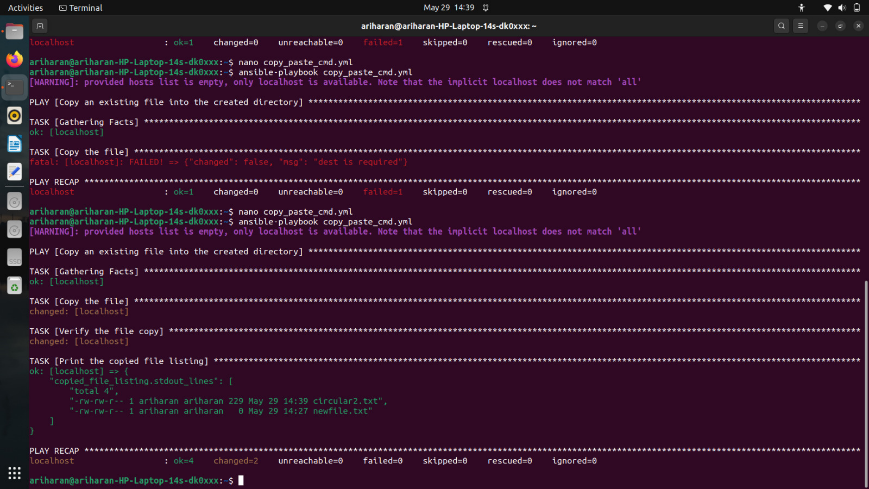 Activities
Terminal
May 29 14:39
ariharan@ariharan-HP-Laptop-14s-dk0xxx: ~
localhost : ok=1 changed=0 unreachable=0 failed=1 skipped=0 rescued=0 ignored=0
ariharan@ariharan-HP-Laptop-14s-dk0xxx:~$ nano copy_paste_cmd.yml
ariharan@ariharan-HP-Laptop-14s-dk0xxx:~$ ansible-playbook copy_paste_cmd.yml
[WARNING]: provided hosts list is empty, only localhost is available. Note that the implicit localhost does not match 'all'
PLAY [Copy an existing file into the created directory] **************************************************************************************************************
TASK [Gathering Facts] ***********************************************************************************************************************************************
ok: [localhost]
TASK [Copy the file] *************************************************************************************************************************************************
fatal: [localhost]: FAILED! => {"changed": false, "msg": "dest is required"}
PLAY RECAP ***********************************************************************************************************************************************************
localhost : ok=1 changed=0 unreachable=0 failed=1 skipped=0 rescued=0 ignored=0
ariharan@ariharan-HP-Laptop-14s-dk0xxx:~$ nano copy_paste_cmd.yml
ariharan@ariharan-HP-Laptop-14s-dk0xxx:~$ ansible-playbook copy_paste_cmd.yml
[WARNING]: provided hosts list is empty, only localhost is available. Note that the implicit localhost does not match 'all'
PLAY [Copy an existing file into the created directory] **************************************************************************************************************
TASK [Gathering Facts] ***********************************************************************************************************************************************
ok: [localhost]
TASK [Copy the file] *************************************************************************************************************************************************
changed: [localhost]
TASK [Verify the file copy] ******************************************************************************************************************************************
changed: [localhost]
TASK [Print the copied file listing] *********************************************************************************************************************************
ok: [localhost] => {
"copied_file_listing.stdout_lines": [
"total 4",
"-rw-rw-r-- 1 ariharan ariharan 229 May 29 14:39 circular2.txt",
"-rw-rw-r-- 1 ariharan ariharan 0 May 29 14:27 newfile.txt"
]
}
PLAY RECAP ***********************************************************************************************************************************************************
localhost : ok=4 changed=2 unreachable=0 failed=0 skipped=0 rescued=0 ignored=0
ariharan@ariharan-HP-Laptop-14s-dk0xxx:~$